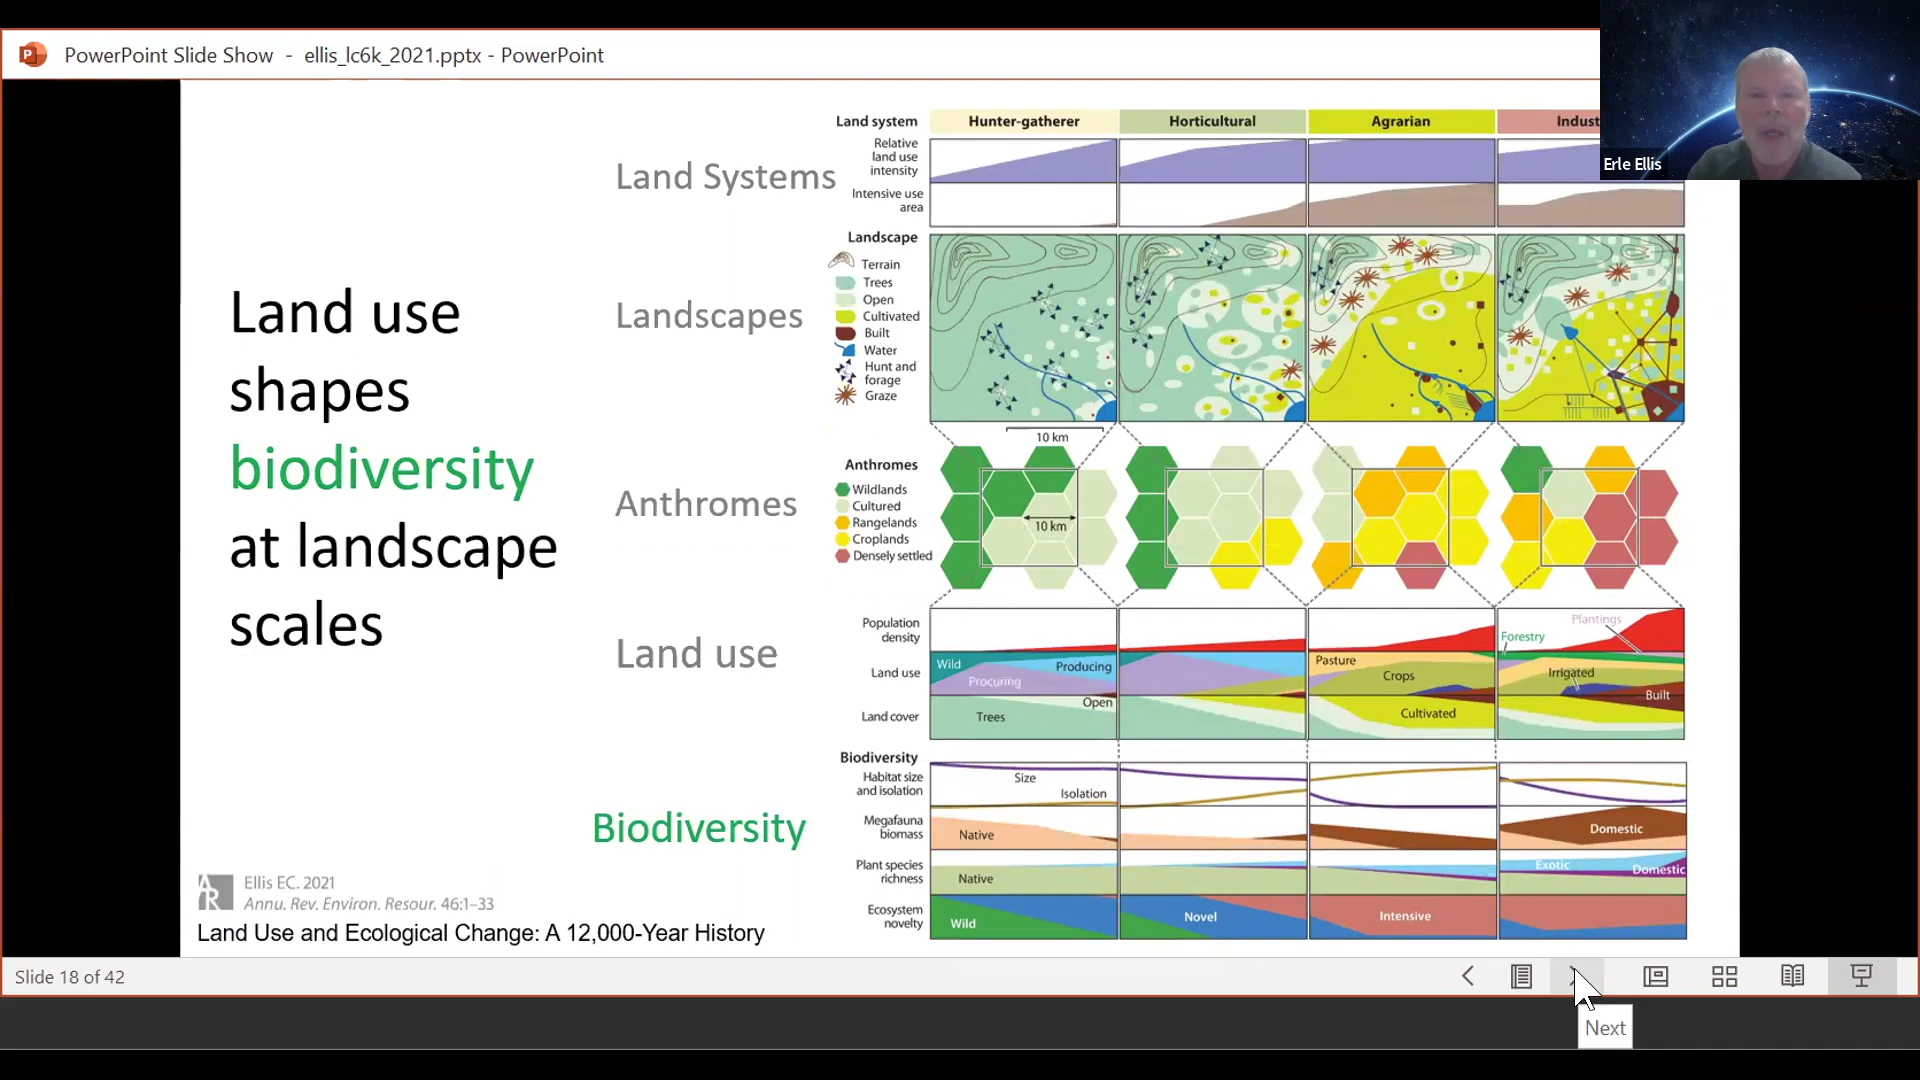 PowerPoint Slide Show - ellis_lc6k_2021.pptx - PowerPoint
Erle Ellis
Land use
shapes
biodiversity
at landscape
scales
Land Systems
Landscapes
Anthromes
Land use
Biodiversity
Land system
Hunter-gatherer
Horticultural
Agrarian
Indust
Relative
land use
intensity
Intensive use
area
Landscape
Terrain
Trees
Open
Cultivated
Built
Water
Hunt and
forage
Graze
10 km
Anthromes
Wildlands
Cultured
Rangelands
Croplands
Densely settled
10 km
Population
density
Plantings
Forestry
Land use
Wild
Producing
Procuring
Pasture
Crops
Irrigated
Built
Land cover
Trees
Open
Cultivated
Biodiversity
Habitat size
and isolation
Size
Isolation
Megafauna
biomass
Native
Domestic
Plant species
richness
Native
Exotic
Domestic
Ecosystem
novelty
Wild
Novel
Intensive
AR
Ellis EC. 2021
Annu. Rev. Environ. Resour. 46:1–33
Land Use and Ecological Change: A 12,000-Year History
Slide 18 of 42
Next